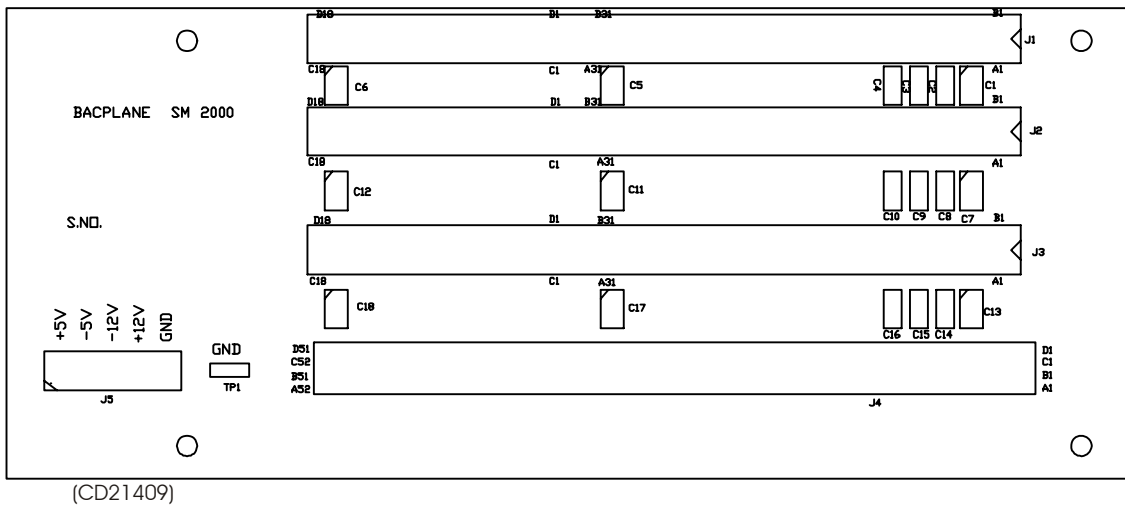 D18 D1 B31 B1
J1
C18 C1 A31 A1
C6 C5 C4 C3 C2 C1
BACPLANE SM 2000
D18 D1 B31 B1
J2
C18 C1 A31 A1
C12 C11
C10 C9 C8 C7
S.NO.
D18 D1 B31 B1
J3
C18 C1 A31 A1
C18 C17 C13
C16 C15 C14
+5V -5V -12V +12V GND
GND
D51 D1
C52 C1
B51 B1
A52 A1
TP1
J5 J4
(CD21409)